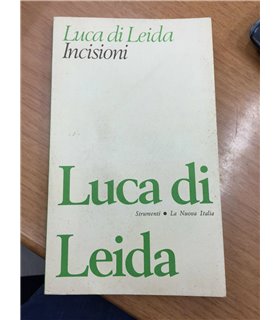 Luca di Leida
Incisioni
Luca di
Strumenti • La Nuova Italia
Leida